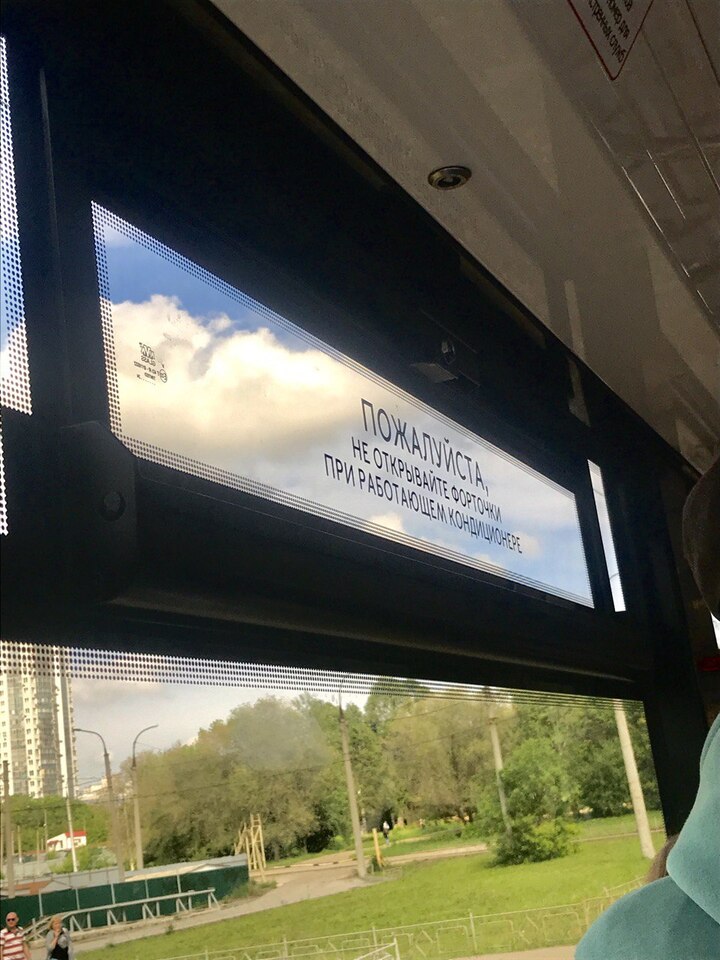 ПОЖАЛУЙСТА,
НЕ ОТКРЫВАЙТЕ ФОРТОЧКИ
ПРИ РАБОТАЮЩЕМ КОНДИЦИОНЕРЕ